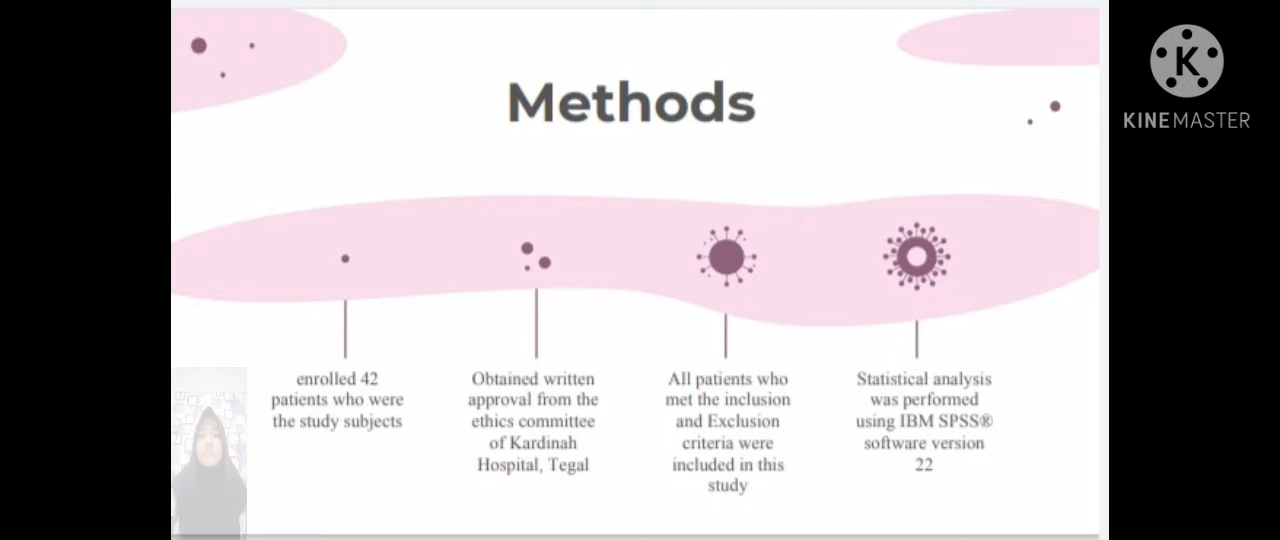 K
KINEMASTER
Methods
enrolled 42
patients who were
the study subjects
Obtained written
approval from the
ethics committee
of Kardinah
Hospital, Tegal
All patients who
met the inclusion
and Exclusion
criteria were
included in this
study
Statistical analysis
was performed
using IBM SPSS®
software version
22